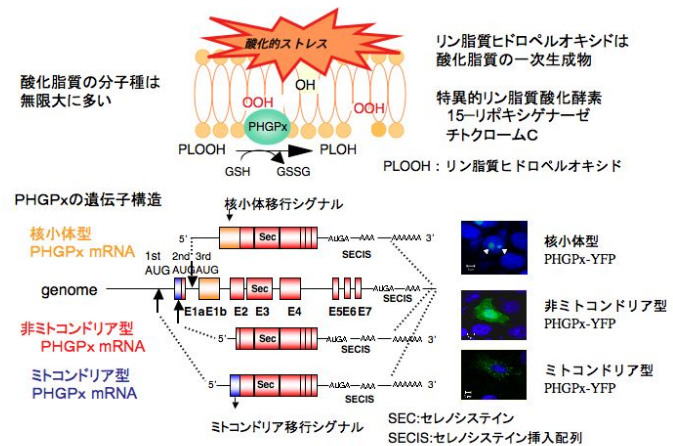 酸化的ストレス
リン脂質ヒドロペルオキシドは
酸化脂質の一次生成物
酸化脂質の分子種は
無限大に多い
OH
OOH
OOH
特異的リン脂質酸化酵素
15-リポキシゲナーゼ
チトクロームC
PHGPx
PLOOH
PLOH
GSH
GSSG
PLOOH：リン脂質ヒドロペルオキシド
PHGPxの遺伝子構造
核小体移行シグナル
核小体型
PHGPx mRNA
5'
Sec
AUGA
AAA
AAAAAA
3'
SECIS
核小体型
PHGPx-YFP
1st
AUG
2nd
AUG
3rd
AUG
genome
Sec
AUGA
AAA
SECIS
E1a
E1b
E2
E3
E4
E5
E6
E7
非ミトコンドリア型
PHGPx mRNA
5'
Sec
AUGA
AAA
AAAAAA
3'
SECIS
非ミトコンドリア型
PHGPx-YFP
ミトコンドリア型
PHGPx mRNA
5'
Sec
AUGA
AAA
AAAAAA
3'
SECIS
ミトコンドリア型
PHGPx-YFP
ミトコンドリア移行シグナル
SEC:セレノシステイン
SECIS:セレノシステイン挿入配列